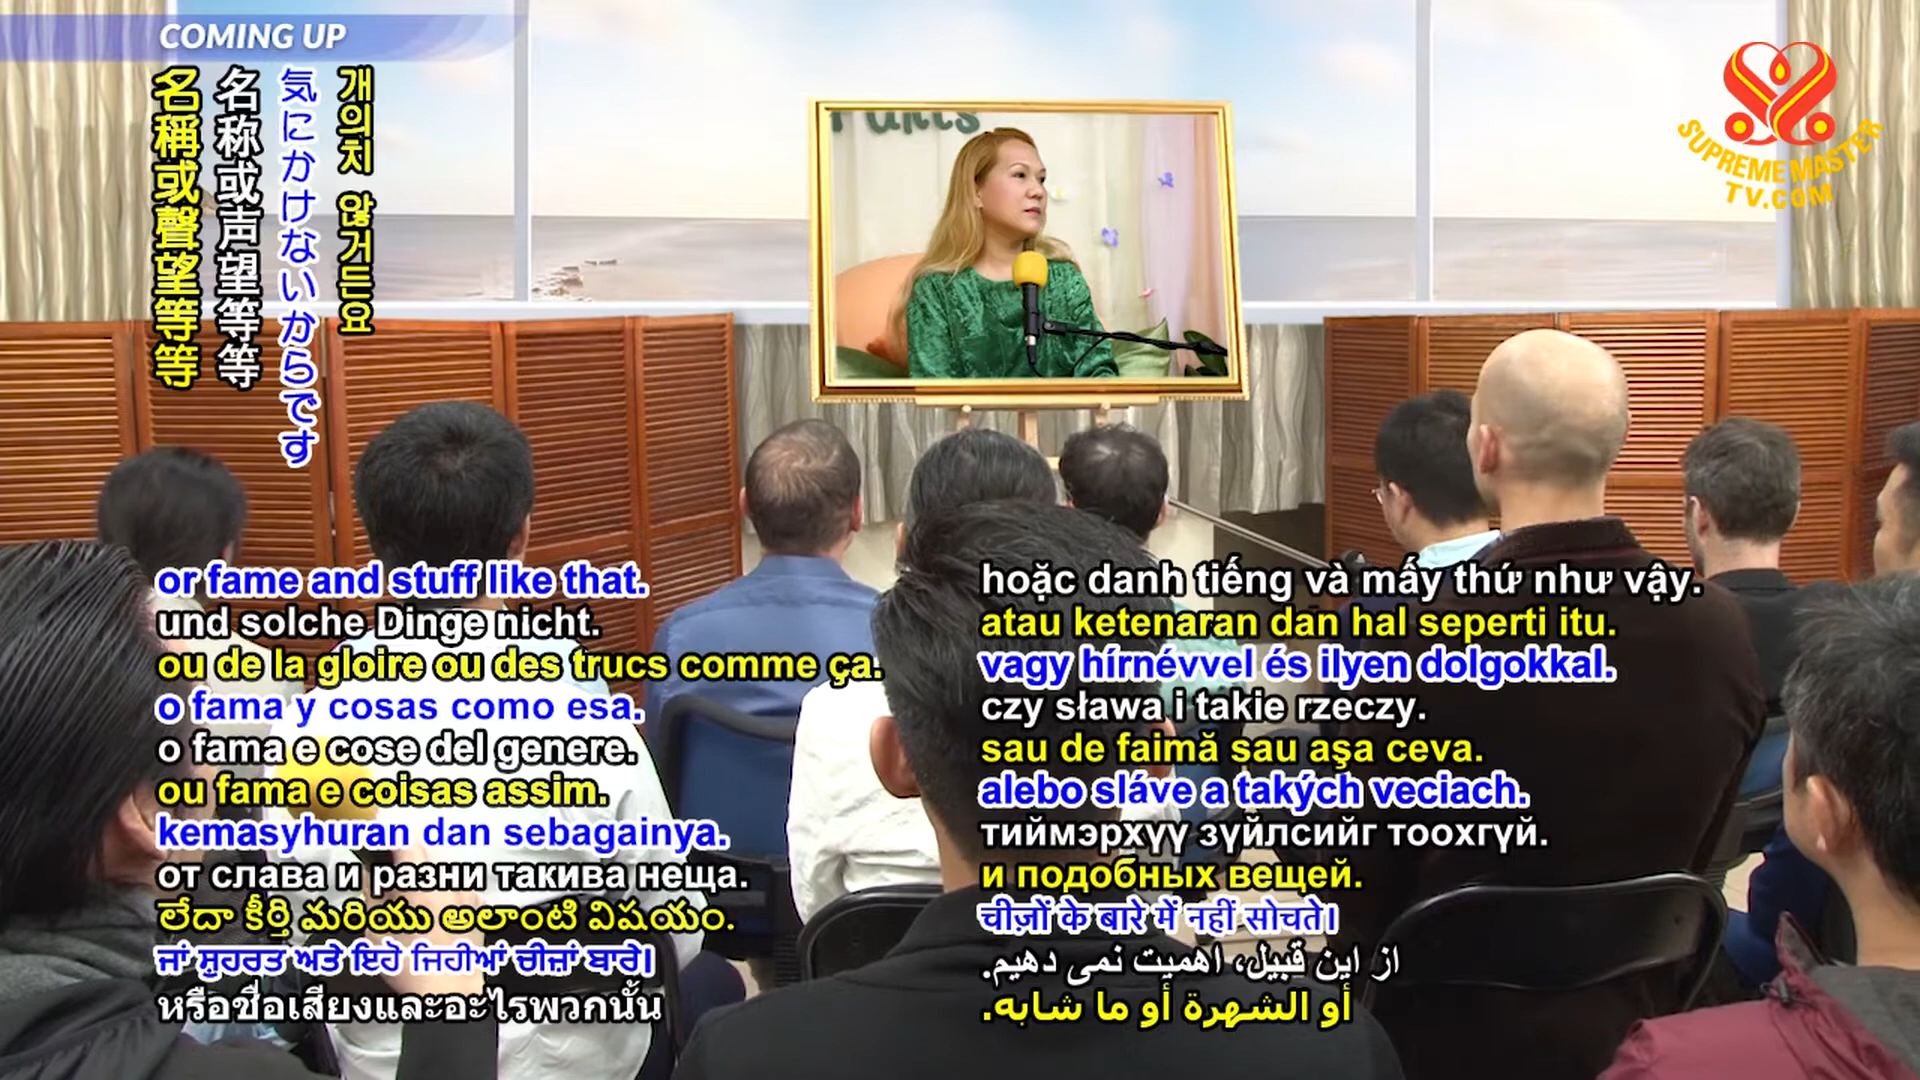 COMING UP
名稱或聲望等等
名称或声望等等
気にかけないからです
개의치 않거든요
SUPREME MASTER
TV.COM
or fame and stuff like that.
und solche Dinge nicht.
ou de la gloire ou des trucs comme ça.
o fama y cosas como esa.
o fama e cose del genere.
ou fama e coisas assim.
kemasyhuran dan sebagainya.
от слава и разни такива неща.
లేదా కీర్తి మరియు అలాంటి విషయం.
ਜਾਂ ਸ਼ੁਹਰਤ ਅਤੇ ਇਹੋ ਜਿਹੀਆਂ ਚੀਜ਼ਾਂ ਬਾਰੇ।
หรือชื่อเสียงและอะไรพวกนั้น
hoặc danh tiếng và mấy thứ như vậy.
atau ketenaran dan hal seperti itu.
vagy hírnévvel és ilyen dolgokkal.
czy sława i takie rzeczy.
sau de faimă sau aşa ceva.
alebo sláve a takých veciach.
тиймэрхүү зүйлсийг тоохгүй.
и подобных вещей.
चीज़ों के बारे में नहीं सोचते।
از این قبیل، اهمیت نمی دهیم.
أو الشهرة أو ما شابه.